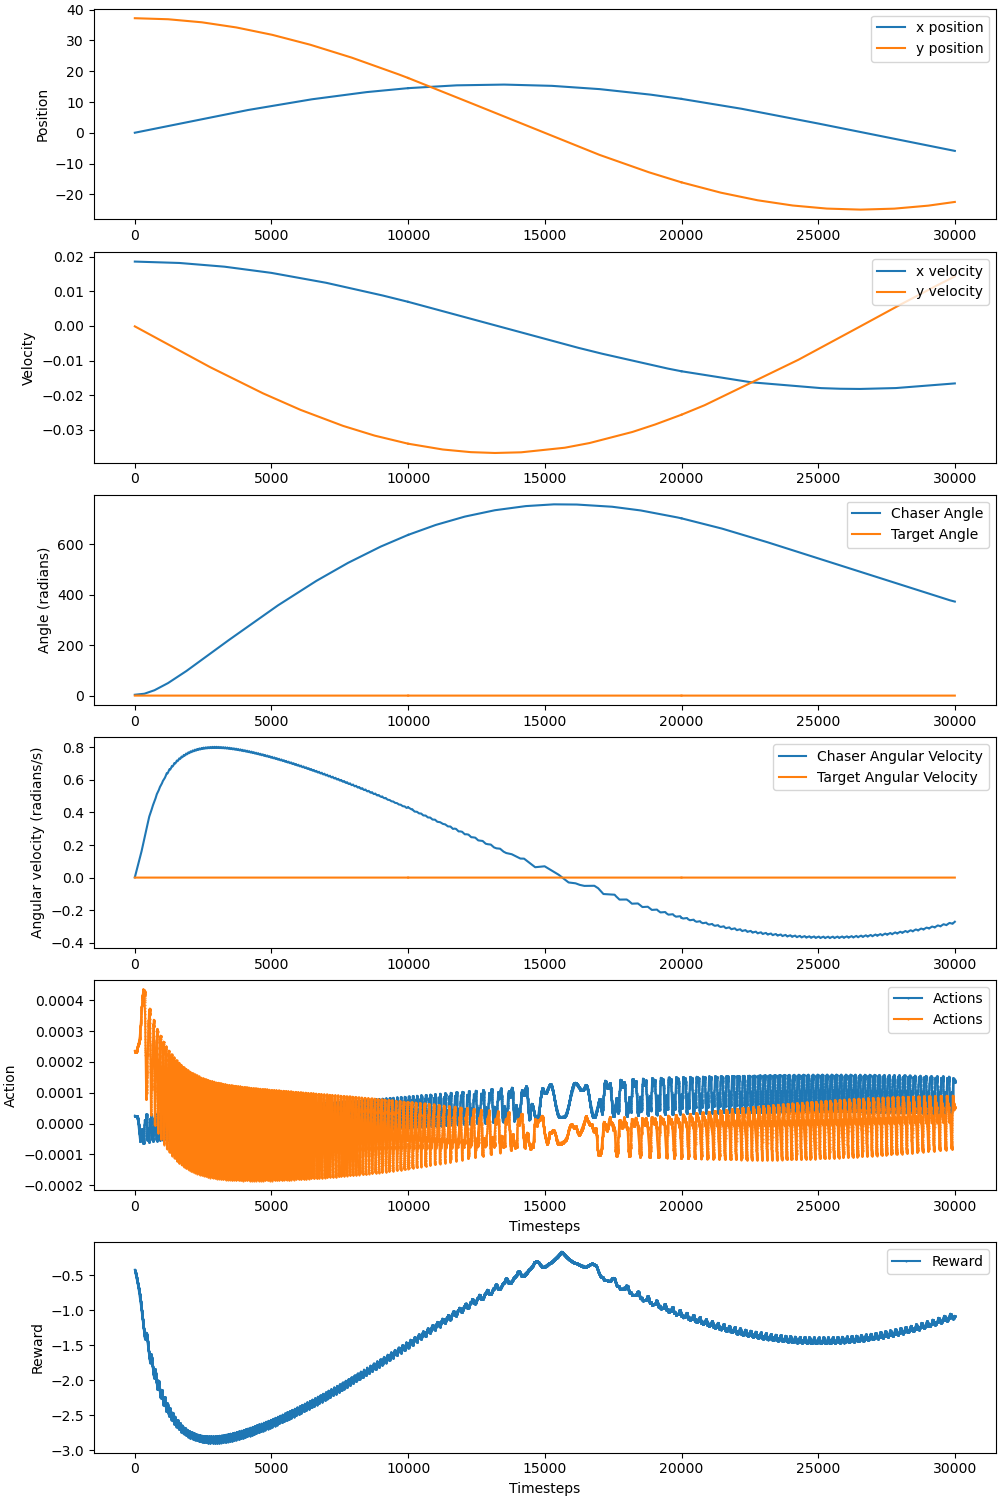 40
30
20
10
0
−10
−20
Position
x position
y position
0 5000 10000 15000 20000 25000 30000
0.02
0.01
0.00
−0.01
−0.02
−0.03
Velocity
x velocity
y velocity
0 5000 10000 15000 20000 25000 30000
600
400
200
0
Angle (radians)
Chaser Angle
Target Angle
0 5000 10000 15000 20000 25000 30000
0.8
0.6
0.4
0.2
0.0
−0.2
−0.4
Angular velocity (radians/s)
Chaser Angular Velocity
Target Angular Velocity
0 5000 10000 15000 20000 25000 30000
0.0004
0.0003
0.0002
0.0001
0.0000
−0.0001
−0.0002
Action
Actions
Actions
0 5000 10000 15000 20000 25000 30000
Timesteps
−0.5
−1.0
−1.5
−2.0
−2.5
−3.0
Reward
Reward
0 5000 10000 15000 20000 25000 30000
Timesteps